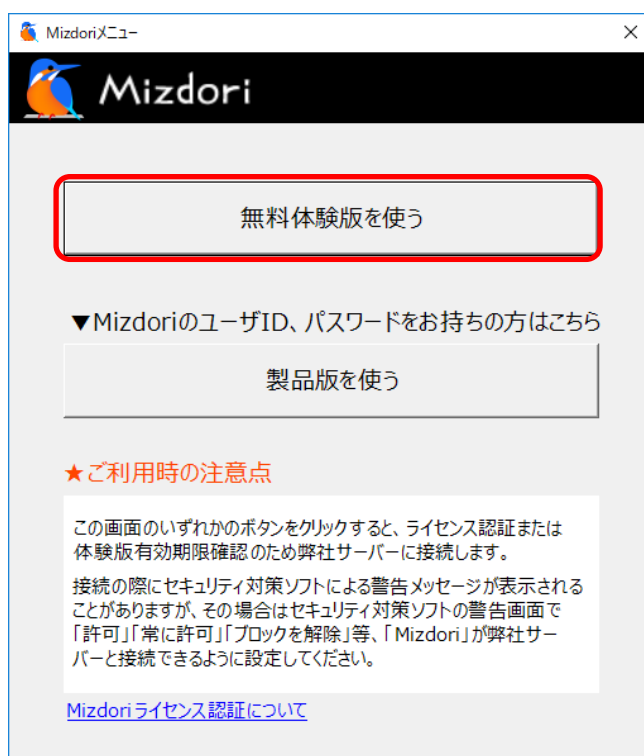 Mizdoriメニュー
Mizdori
無料体験版を使う
▼MizdoriのユーザID、パスワードをお持ちの方はこちら
製品版を使う
★ご利用時の注意点
この画面のいずれかのボタンをクリックすると、ライセンス認証または
体験版有効期限確認のため弊社サーバーに接続します。
接続の際にセキュリティ対策ソフトによる警告メッセージが表示される
ことがありますが、その場合はセキュリティ対策ソフトの警告画面で
「許可」「常に許可」「ブロックを解除」等、「Mizdori」が弊社サー
バーと接続できるように設定してください。
Mizdoriライセンス認証について